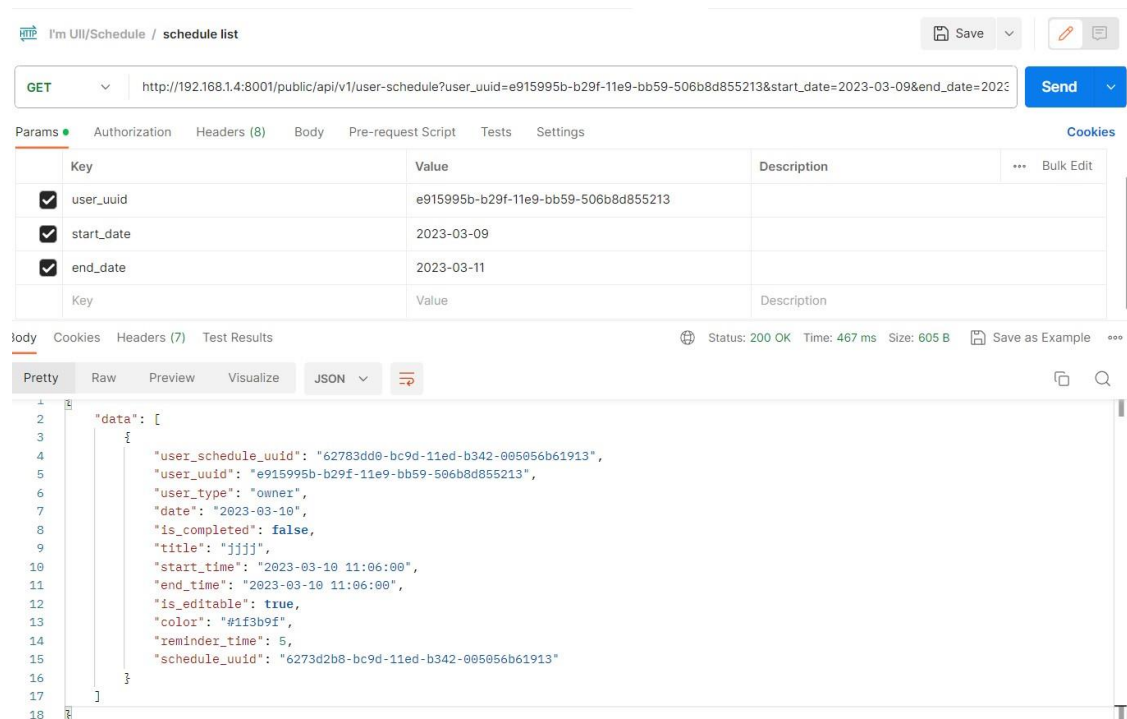 HTTP I'm UII/Schedule / schedule list Save
GET http://192.168.1.4:8001/public/api/v1/user-schedule?user_uuid=e915995b-b29f-11e9-bb59-506b8d855213&start_date=2023-03-09&end_date=2023 Send
Params Authorization Headers (8) Body Pre-request Script Tests Settings Cookies
Key Value Description ••• Bulk Edit
user_uuid e915995b-b29f-11e9-bb59-506b8d855213
start_date 2023-03-09
end_date 2023-03-11
Key Value Description
Body Cookies Headers (7) Test Results Status: 200 OK Time: 467 ms Size: 605 B Save as Example
Pretty Raw Preview Visualize JSON
1 {
2 "data": [
3 {
4 "user_schedule_uuid": "62783dd0-bc9d-11ed-b342-005056b61913",
5 "user_uuid": "e915995b-b29f-11e9-bb59-506b8d855213",
6 "user_type": "owner",
7 "date": "2023-03-10",
8 "is_completed": false,
9 "title": "jjjj",
10 "start_time": "2023-03-10 11:06:00",
11 "end_time": "2023-03-10 11:06:00",
12 "is_editable": true,
13 "color": "#1f3b9f",
14 "reminder_time": 5,
15 "schedule_uuid": "6273d2b8-bc9d-11ed-b342-005056b61913"
16 }
17 ]
18 }